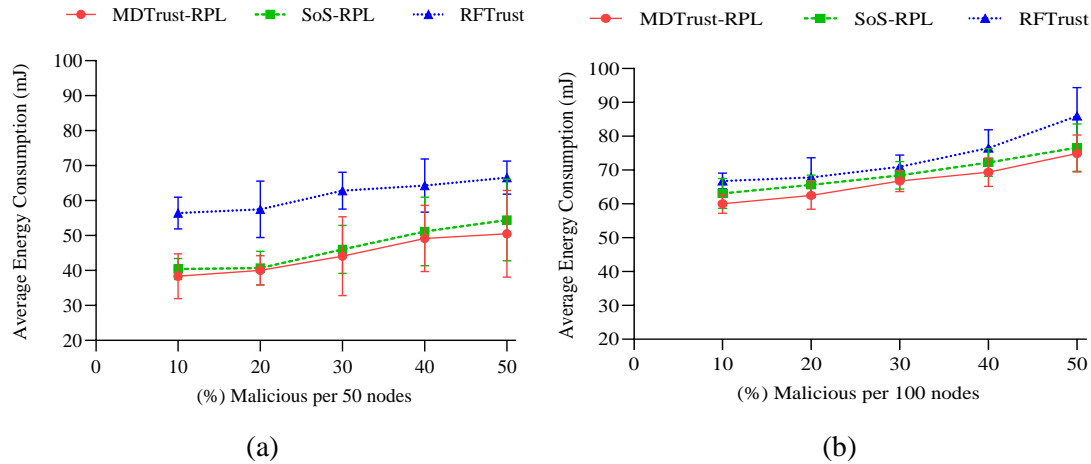 MDTrust-RPL SoS-RPL RFTrust
Average Energy Consumption (mJ)
100
90
80
70
60
50
40
30
20
0 10 20 30 40 50
(%) Malicious per 50 nodes
(a)
MDTrust-RPL SoS-RPL RFTrust
Average Energy Consumption (mJ)
100
90
80
70
60
50
40
30
20
0 10 20 30 40 50
(%) Malicious per 100 nodes
(b)